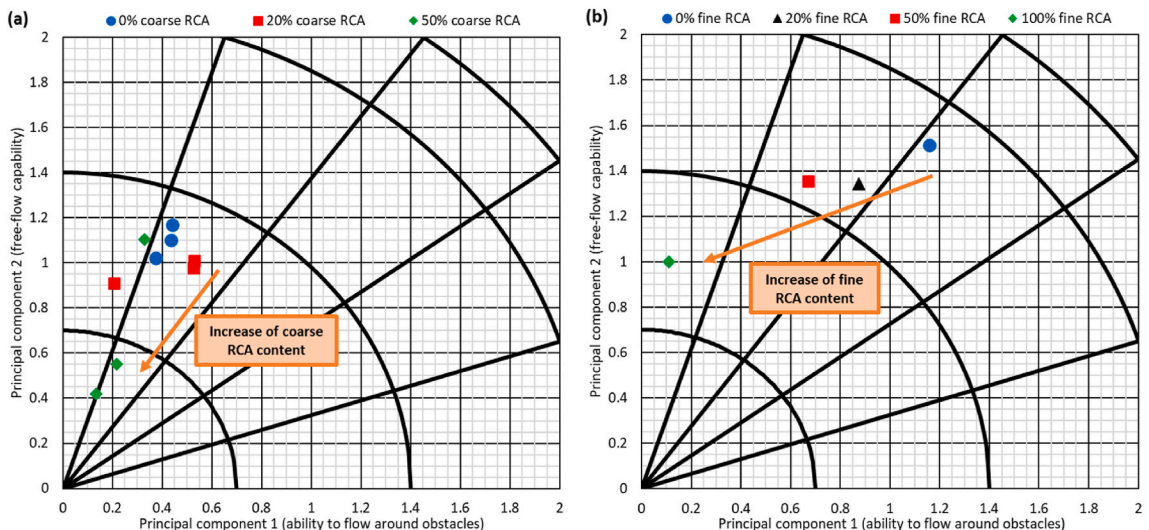 (a)
0% coarse RCA
20% coarse RCA
50% coarse RCA
Principal component 2 (free-flow capability)
2
1.8
1.6
1.4
1.2
1
0.8
0.6
0.4
0.2
0
Increase of coarse
RCA content
0 0.2 0.4 0.6 0.8 1 1.2 1.4 1.6 1.8 2
Principal component 1 (ability to flow around obstacles)
(b)
0% fine RCA
20% fine RCA
50% fine RCA
100% fine RCA
Principal component 2 (free-flow capability)
2
1.8
1.6
1.4
1.2
1
0.8
0.6
0.4
0.2
0
Increase of fine
RCA content
0 0.2 0.4 0.6 0.8 1 1.2 1.4 1.6 1.8 2
Principal component 1 (ability to flow around obstacles)